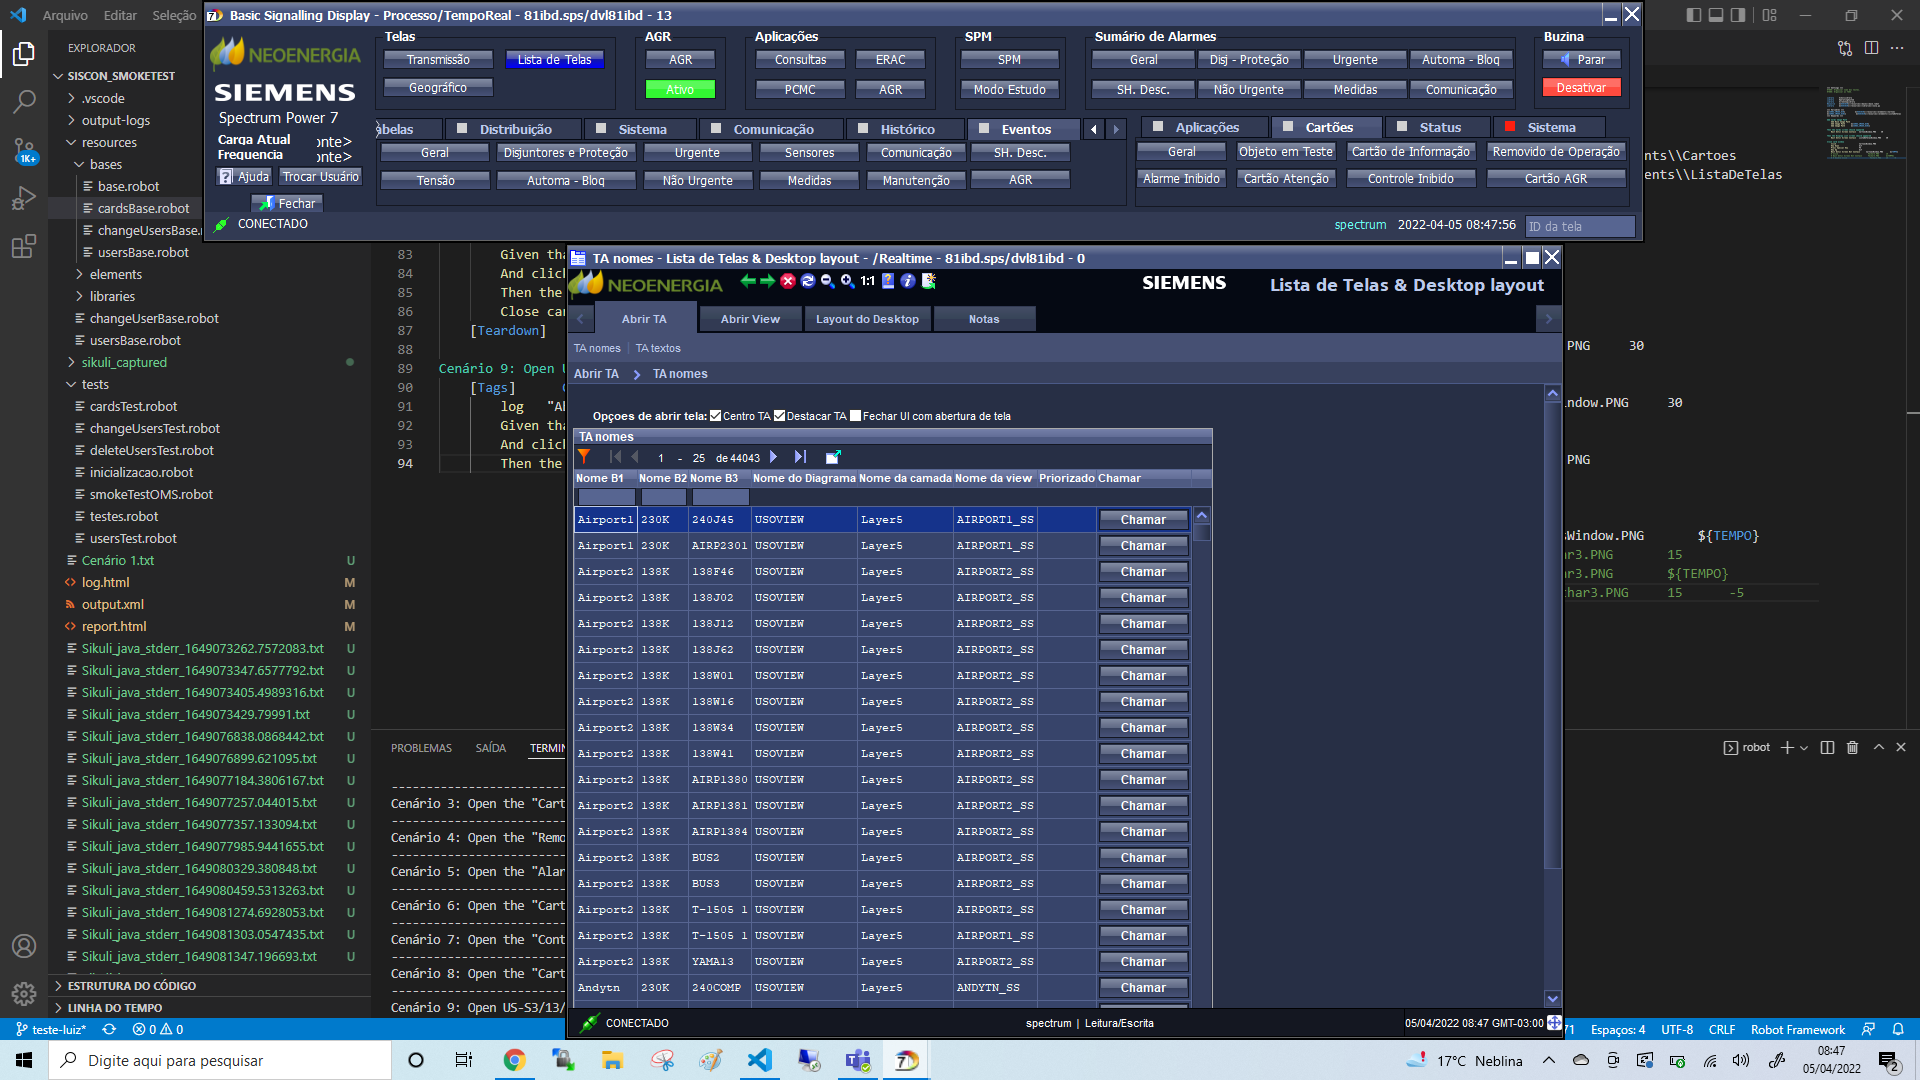 Arquivo Editar Seleção
Basic Signalling Display - Processo/TempoReal - 81ibd.sps/dvl81ibd - 13
NEOENERGIA
SIEMENS
Spectrum Power 7
Carga Atual onte>
Frequencia onte>
Ajuda Trocar Usuário
Fechar
CONECTADO
Telas
Transmissão Lista de Telas
Geográfico
AGR
AGR
Ativo
Aplicações
Consultas ERAC
PCMC AGR
SPM
SPM
Modo Estudo
Sumário de Alarmes
Geral Disj - Proteção Urgente Automa - Bloq
SH. Desc. Não Urgente Medidas Comunicação
Buzina
Parar
Desativar
abelas Distribuição Sistema Comunicação Histórico Eventos
Geral Disjuntores e Proteção Urgente Sensores Comunicação SH. Desc.
Tensão Automa - Bloq Não Urgente Medidas Manutenção AGR
Aplicações Cartões Status Sistema
Geral Objeto em Teste Cartão de Informação Removido de Operação
Alarme Inibido Cartão Atenção Controle Inibido Cartão AGR
spectrum 2022-04-05 08:47:56 ID da tela
EXPLORADOR
SISCON_SMOKETEST
.vscode
output-logs
resources
bases
base.robot
cardsBase.robot
changeUsersBase.
usersBase.robot
elements
libraries
changeUserBase.robot
usersBase.robot
sikuli_captured
tests
cardsTest.robot
changeUsersTest.robot
deleteUsersTest.robot
inicializacao.robot
smokeTestOMS.robot
testes.robot
usersTest.robot
Cenário 1.txt U
log.html M
output.xml M
report.html M
Sikuli_java_stderr_1649073262.7572083.txt U
Sikuli_java_stderr_1649073347.6577792.txt U
Sikuli_java_stderr_1649073405.4989316.txt U
Sikuli_java_stderr_1649073429.79991.txt U
Sikuli_java_stderr_1649076838.0868442.txt U
Sikuli_java_stderr_1649076899.621095.txt U
Sikuli_java_stderr_1649077184.3806167.txt U
Sikuli_java_stderr_1649077257.044015.txt U
Sikuli_java_stderr_1649077357.133094.txt U
Sikuli_java_stderr_1649077985.9441655.txt U
Sikuli_java_stderr_1649080329.380848.txt U
Sikuli_java_stderr_1649080459.5313263.txt U
Sikuli_java_stderr_1649081274.6928053.txt U
Sikuli_java_stderr_1649081303.0547435.txt U
Sikuli_java_stderr_1649081347.196693.txt U
ESTRUTURA DO CÓDIGO
LINHA DO TEMPO
1K+
83 Given tha
84 And click
85 Then the
86 Close car
87 [Teardown]
88
89 Cenário 9: Open U
90 [Tags]
91 log "Al
92 Given tha
93 And click
94 Then the
PROBLEMAS SAÍDA TERMIN
Cenário 3: Open the "Cart
Cenário 4: Open the "Remo
Cenário 5: Open the "Alar
Cenário 6: Open the "Cart
Cenário 7: Open the "Cont
Cenário 8: Open the "Cart
Cenário 9: Open US-S3/13/
TA nomes - Lista de Telas & Desktop layout - /Realtime - 81ibd.sps/dvl81ibd - 0
NEOENERGIA 1:1 SIEMENS Lista de Telas & Desktop layout
Abrir TA Abrir View Layout do Desktop Notas
TA nomes TA textos
Abrir TA TA nomes
Opçoes de abrir tela: Centro TA Destacar TA Fechar UI com abertura de tela
TA nomes
1 - 25 de 44043
Nome B1 Nome B2 Nome B3 Nome do Diagrama Nome da camada Nome da view Priorizado Chamar
Airport1 230K 240J45 USOVIEW Layer5 AIRPORT1_SS Chamar
Airport1 230K AIRP2301 USOVIEW Layer5 AIRPORT1_SS Chamar
Airport2 138K 138F46 USOVIEW Layer5 AIRPORT2_SS Chamar
Airport2 138K 138J02 USOVIEW Layer5 AIRPORT2_SS Chamar
Airport2 138K 138J12 USOVIEW Layer5 AIRPORT2_SS Chamar
Airport2 138K 138J62 USOVIEW Layer5 AIRPORT2_SS Chamar
Airport2 138K 138W01 USOVIEW Layer5 AIRPORT2_SS Chamar
Airport2 138K 138W16 USOVIEW Layer5 AIRPORT2_SS Chamar
Airport2 138K 138W34 USOVIEW Layer5 AIRPORT2_SS Chamar
Airport2 138K 138W41 USOVIEW Layer5 AIRPORT2_SS Chamar
Airport2 138K AIRP1380 USOVIEW Layer5 AIRPORT2_SS Chamar
Airport2 138K AIRP1381 USOVIEW Layer5 AIRPORT2_SS Chamar
Airport2 138K AIRP1384 USOVIEW Layer5 AIRPORT2_SS Chamar
Airport2 138K BUS2 USOVIEW Layer5 AIRPORT2_SS Chamar
Airport2 138K BUS3 USOVIEW Layer5 AIRPORT2_SS Chamar
Airport2 138K T-1505 1 USOVIEW Layer5 AIRPORT2_SS Chamar
Airport2 138K T-1505 1 USOVIEW Layer5 AIRPORT1_SS Chamar
Airport2 138K YAMA13 USOVIEW Layer5 AIRPORT2_SS Chamar
Andytn 230K 240COMP USOVIEW Layer5 ANDYTN_SS Chamar
CONECTADO spectrum | Leitura/Escrita 05/04/2022 08:47 GMT-03:00
nts\\Cartoes
ents\\ListaDeTelas
PNG 30
ndow.PNG 30
PNG
sWindow.PNG ${TEMPO}
har3.PNG 15
ar3.PNG ${TEMPO}
har3.PNG 15 -5
robot
teste-luiz* 0 0 71 Espaços: 4 UTF-8 CRLF Robot Framework
Digite aqui para pesquisar 17°C Neblina 08:47
05/04/2022
2